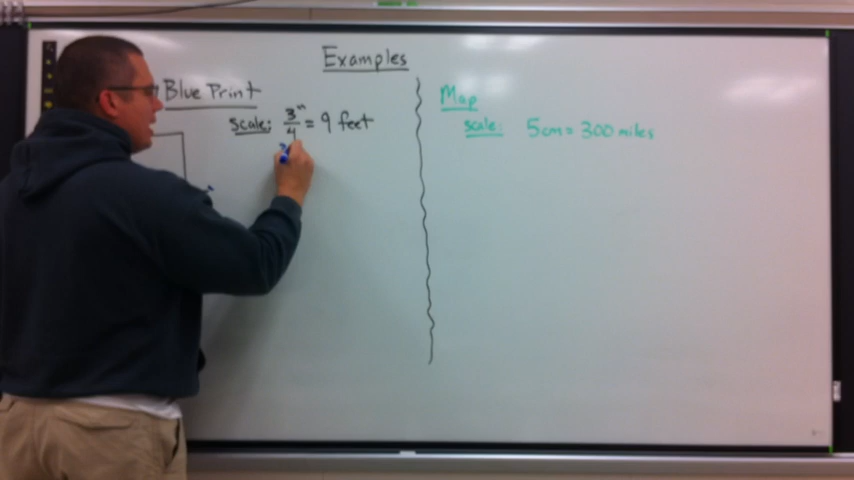 Examples
Blue Print
scale: 3/4" = 9 feet
Map
scale: 5cm = 300 miles